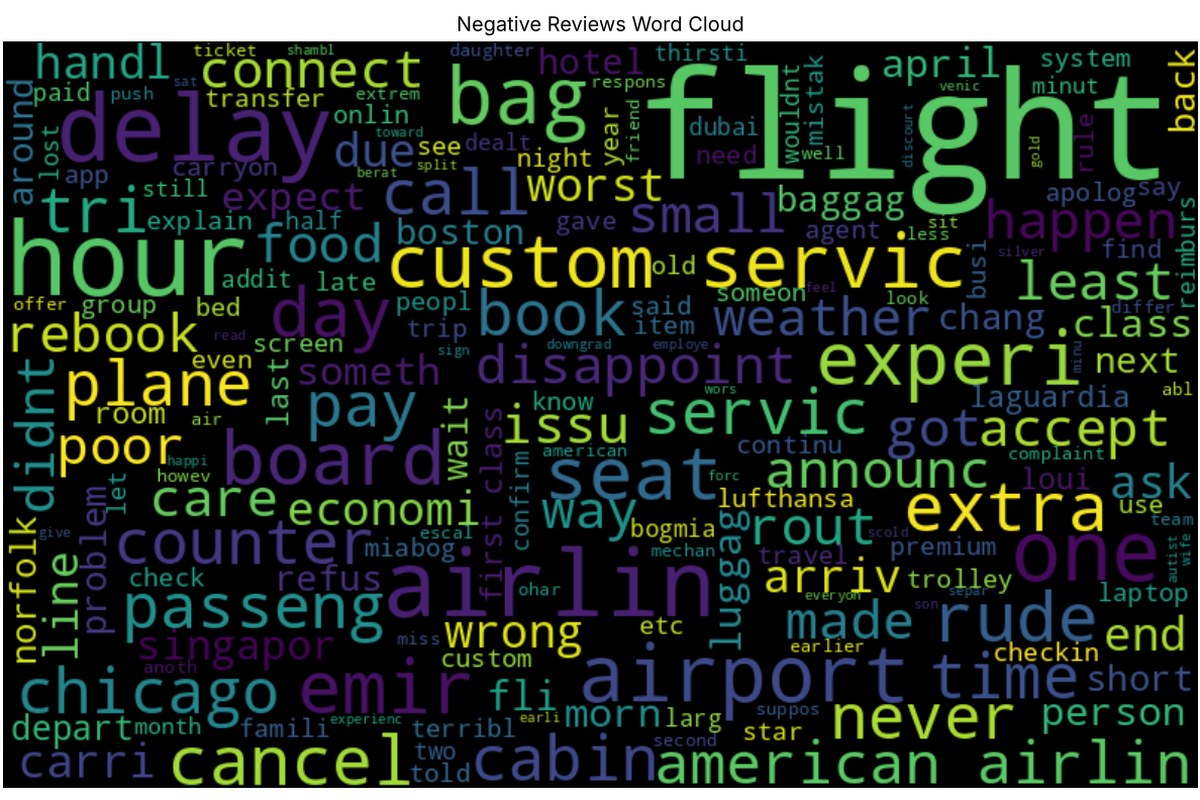 Negative Reviews Word Cloud
handl
ticket
shambl
connect
daughter
hotel
thirsti
april
system
back
paid
push
transfer
extrem
bag
respons
flight
venic
minut
around
delay
onlin
toward
due
see
dealt
year
friend
dubai
wouldnt
mistak
discourt
gold
rule
lost
app
carryon
berat
split
night
need
well
sat
tri
still
expect
call
worst
baggag
apolog
say
explain
half
boston
gave
small
agent
sit
less
happen
hour
food
custom servic
old
busi
silver
find
reimburs
addit
late
someon
feel
look
least
offer
group
bed
day
peopl
book
said
item
weather
chang
differ
class
rebook
read
screen
trip
sign
downgrad
employe
experi
minu
next
even
someth
disappoint
plane
last
pay
wait
know
wors
laguardia
abl
room
air
issu
servic
got
accept
didnt
poor
happi
board
first class
american
continu
complaint
howev
confirm
seat
forc
announc
loui
ask
let
care
economi
way
lufthansa
extra
use
problem
bogmia
rout
scold
team
norfolk
give
counter
miabog
escal
mechan
luggag
travel
premium
one
autist
wife
line
check
refus
airlin
ohar
arriv
trolley
laptop
passeng
everyon
separ
son
made
rude
singapor
miss
wrong
etc
earlier
checkin
end
anoth
custom
chicago
emir
fli
airport
time
short
depart
month
famili
experienc
terribl
earli
morn
larg
suppos
star
never
person
carri
cancel
two
told
cabin
second
american airlin